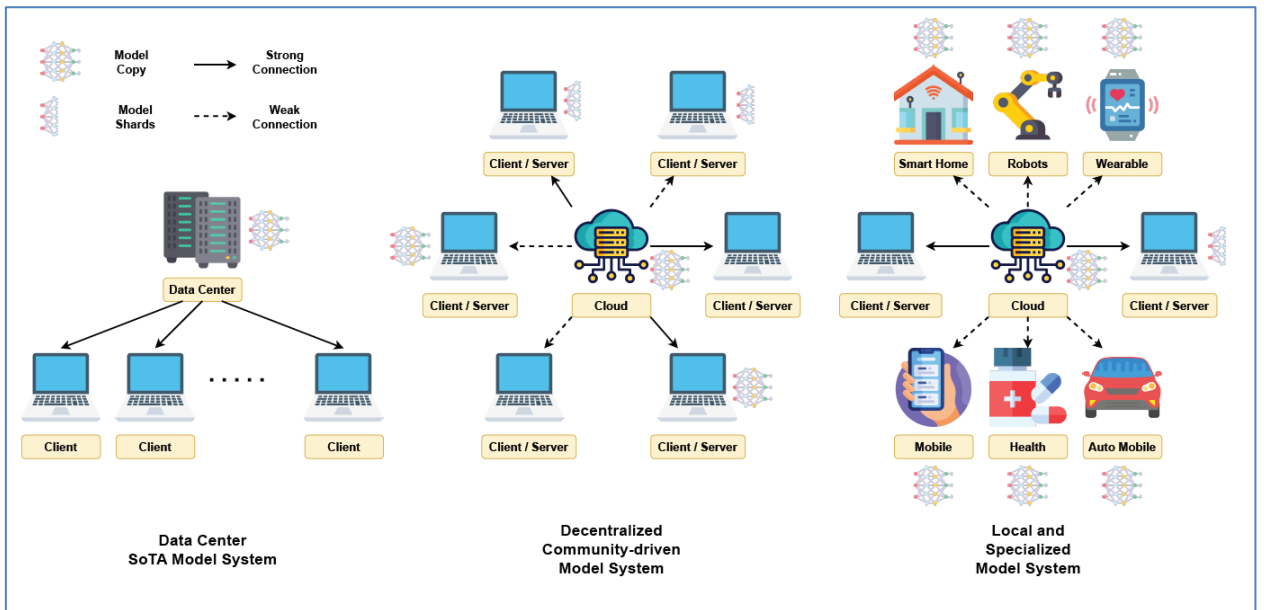 Model
Copy
Strong
Connection
Model
Shards
Weak
Connection
Data Center
Client
Client
. . . . .
Client
Data Center
SoTA Model System
Client / Server
Client / Server
Client / Server
Cloud
Client / Server
Client / Server
Client / Server
Decentralized
Community-driven
Model System
Smart Home
Robots
Wearable
Client / Server
Cloud
Client / Server
Mobile
Health
Auto Mobile
Local and
Specialized
Model System